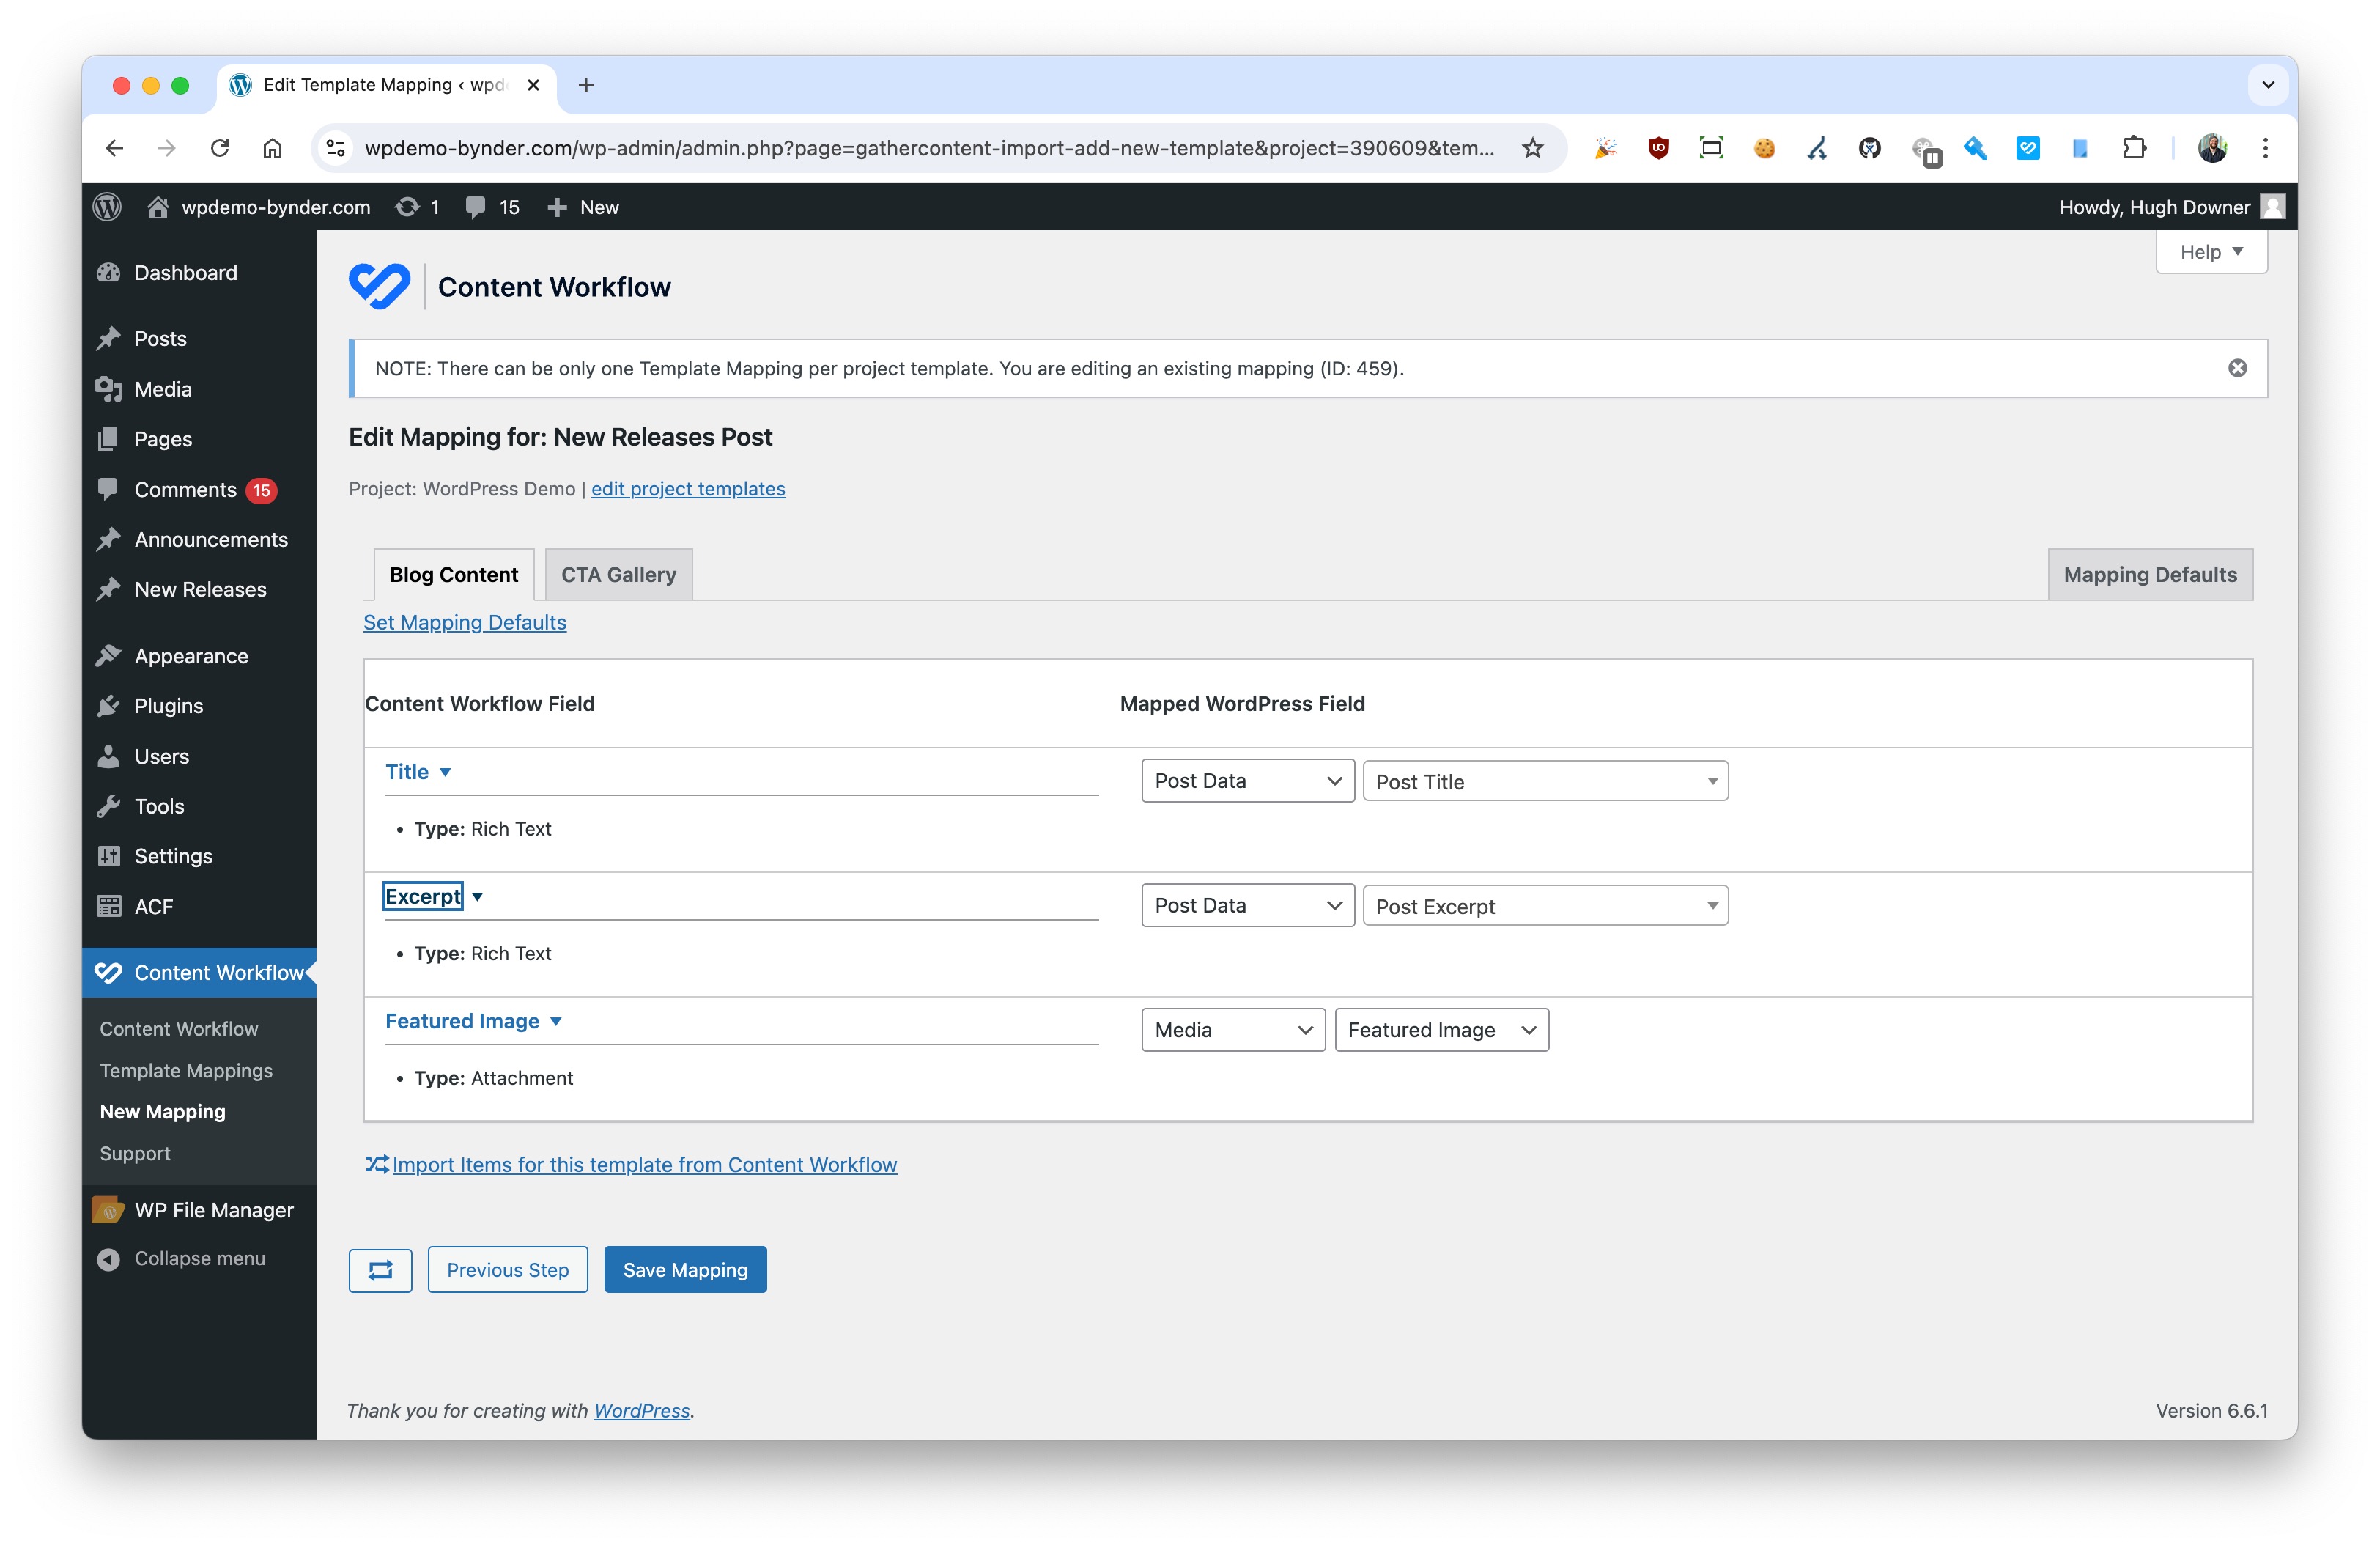 Edit Template Mapping ‹ wpd
wpdemo-bynder.com/wp-admin/admin.php?page=gathercontent-import-add-new-template&project=390609&tem...
wpdemo-bynder.com 1 15 New
Howdy, Hugh Downer
Help
Dashboard
Posts
Media
Pages
Comments 15
Announcements
New Releases
Appearance
Plugins
Users
Tools
Settings
ACF
Content Workflow
Content Workflow
Template Mappings
New Mapping
Support
WP File Manager
Collapse menu
Content Workflow
NOTE: There can be only one Template Mapping per project template. You are editing an existing mapping (ID: 459).
Edit Mapping for: New Releases Post
Project: WordPress Demo | edit project templates
Blog Content
CTA Gallery
Mapping Defaults
Set Mapping Defaults
Content Workflow Field
Mapped WordPress Field
Title
Post Data
Post Title
• Type: Rich Text
Excerpt
Post Data
Post Excerpt
• Type: Rich Text
Featured Image
Media
Featured Image
• Type: Attachment
Import Items for this template from Content Workflow
Previous Step
Save Mapping
Thank you for creating with WordPress.
Version 6.6.1